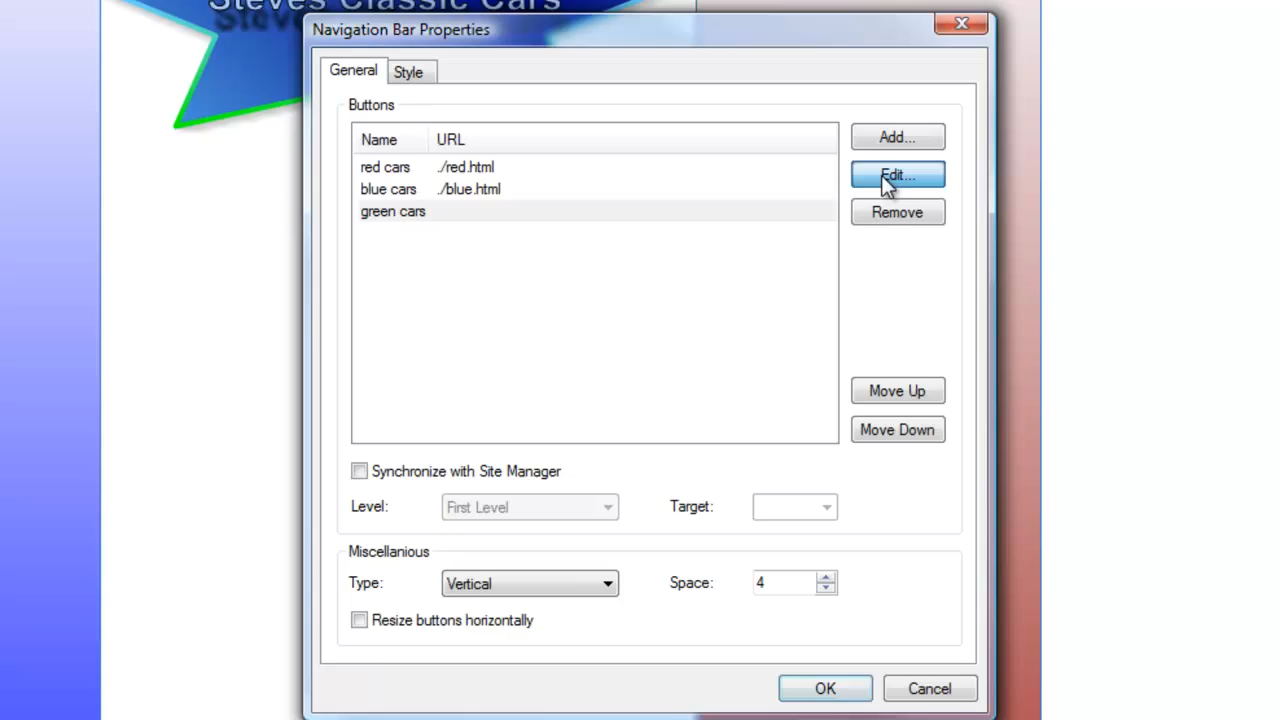 Steves Classic Cars
Navigation Bar Properties
General Style
Buttons
Name URL
Add...
red cars ./red.html
Edit...
blue cars ./blue.html
green cars
Remove
Move Up
Move Down
Synchronize with Site Manager
Level: First Level Target:
Miscellanious
Type: Vertical Space: 4
Resize buttons horizontally
OK Cancel